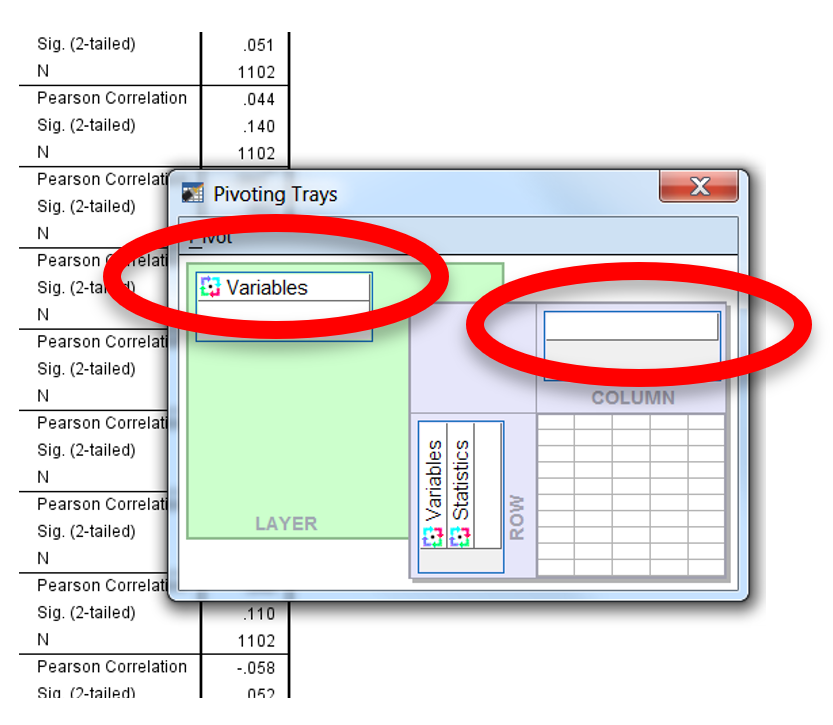 Sig. (2-tailed) .051
N 1102
Pearson Correlation .044
Sig. (2-tailed) .140
N 1102
Pearson Correlati
Sig. (2-tailed)
N
Pearson
Sig. (2-ta
N
Pearson Correlati
Sig. (2-tailed)
N
Pearson Correlati
Sig. (2-tailed)
N
Pearson Correlati
Sig. (2-tailed)
N
Pearson Correlati
Sig. (2-tailed) .110
N 1102
Pearson Correlation -.058
Sig. (2-tailed) .052
Pivoting Trays
Pivot
Variables
COLUMN
LAYER
Variables
Statistics
ROW